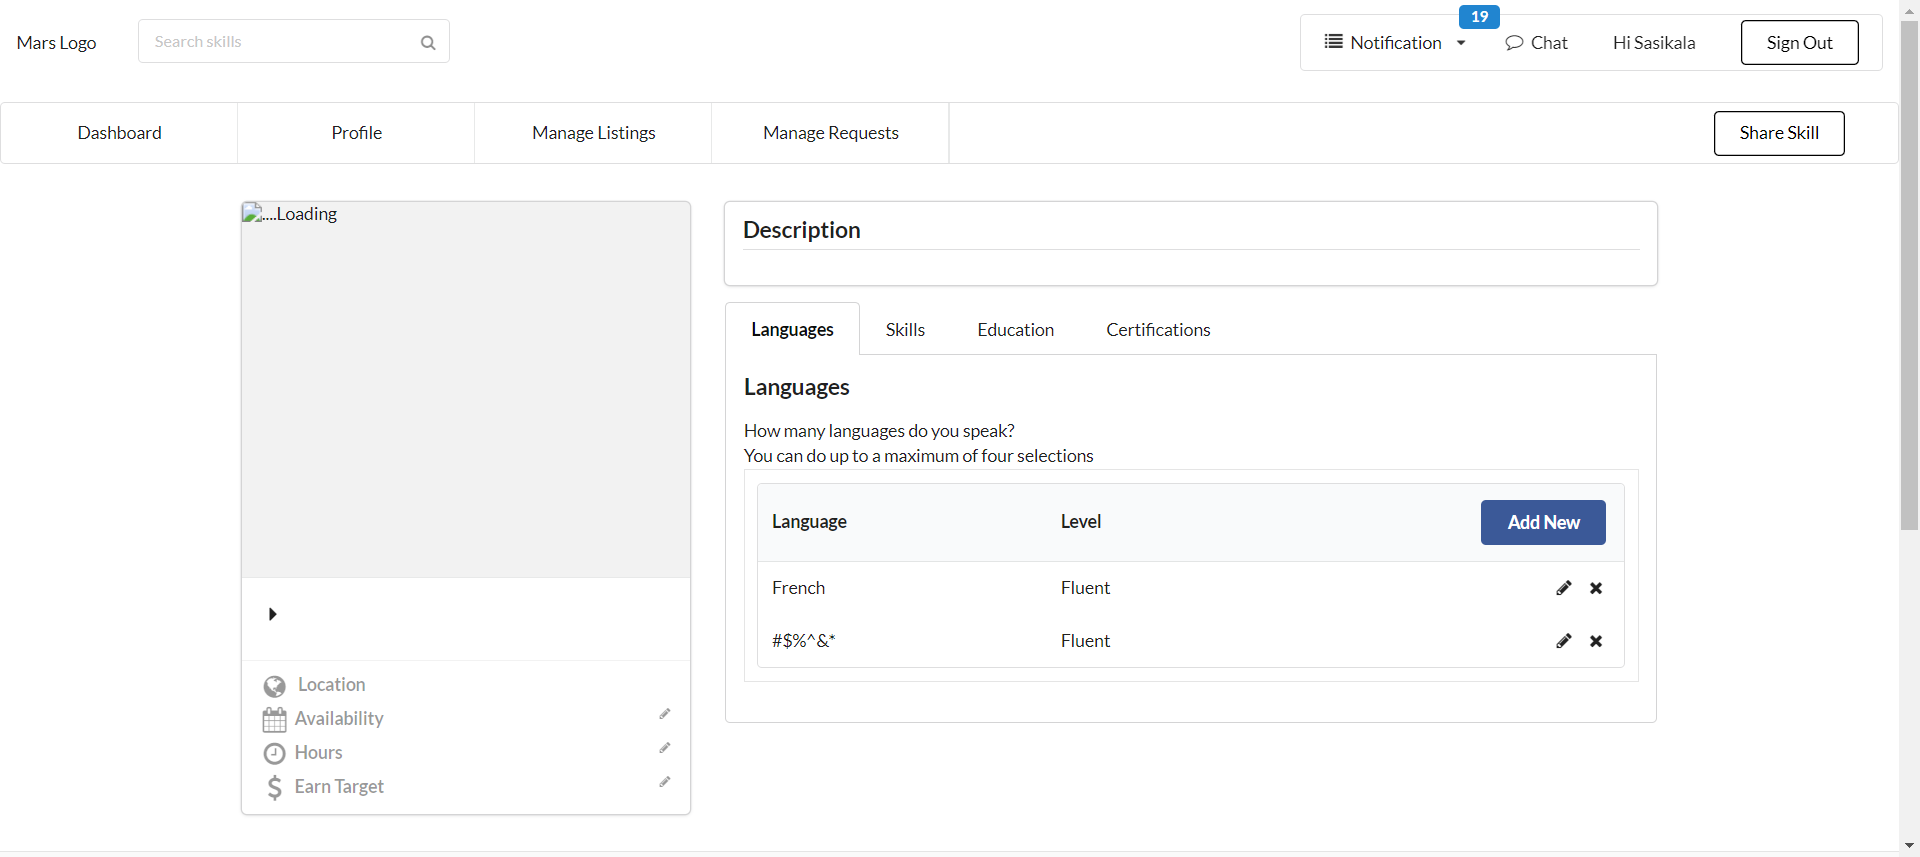 Mars Logo
Search skills
19
Notification
Chat
Hi Sasikala
Sign Out
Dashboard
Profile
Manage Listings
Manage Requests
Share Skill
....Loading
Location
Availability
Hours
Earn Target
Description
Languages
Skills
Education
Certifications
Languages
How many languages do you speak?
You can do up to a maximum of four selections
Language
Level
Add New
French
Fluent
#$%^&*
Fluent